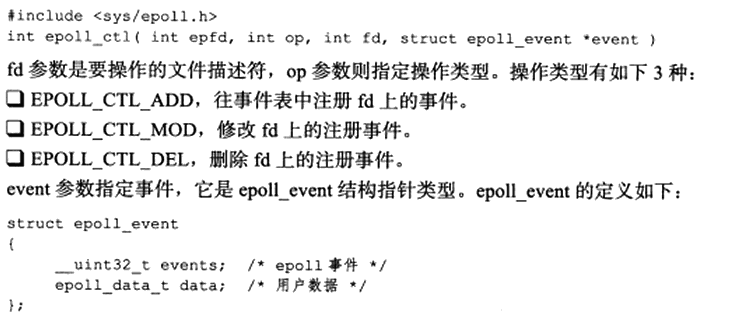 #include <sys/epoll.h>
int epoll_ctl( int epfd, int op, int fd, struct epoll_event *event )
fd 参数是要操作的文件描述符，op 参数则指定操作类型。操作类型有如下 3 种：
❏ EPOLL_CTL_ADD，往事件表中注册 fd 上的事件。
❏ EPOLL_CTL_MOD，修改 fd 上的注册事件。
❏ EPOLL_CTL_DEL，删除 fd 上的注册事件。
event 参数指定事件，它是 epoll_event 结构指针类型。epoll_event 的定义如下：
struct epoll_event
{
__uint32_t events; /* epoll 事件 */
epoll_data_t data; /* 用户数据 */
};